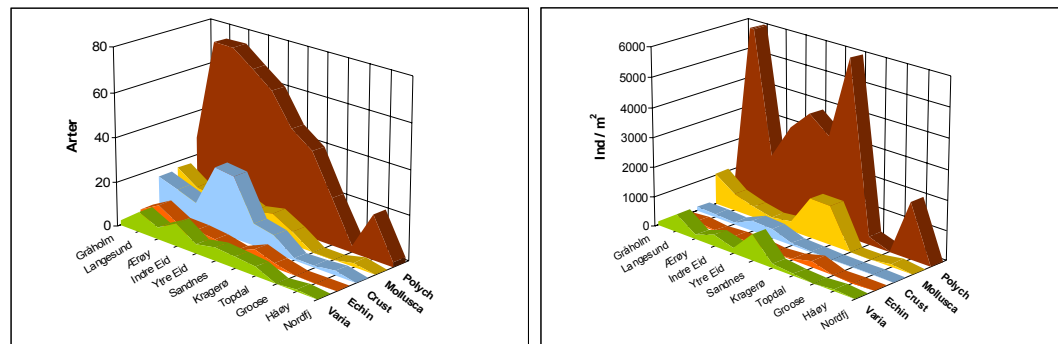 80
60
40
20
0
Arter
Gråholm
Langesund
Ærøy
Indre Eid
Ytre Eid
Sandnes
Kragerø
Topdal
Groose
Håøy
Nordfj
Varia
Echin
Crust
Mollusca
Polych
6000
5000
4000
3000
2000
1000
0
Ind / m²
Gråholm
Langesund
Ærøy
Indre Eid
Ytre Eid
Sandnes
Kragerø
Topdal
Groose
Håøy
Nordfj
Varia
Echin
Crust
Mollusca
Polych